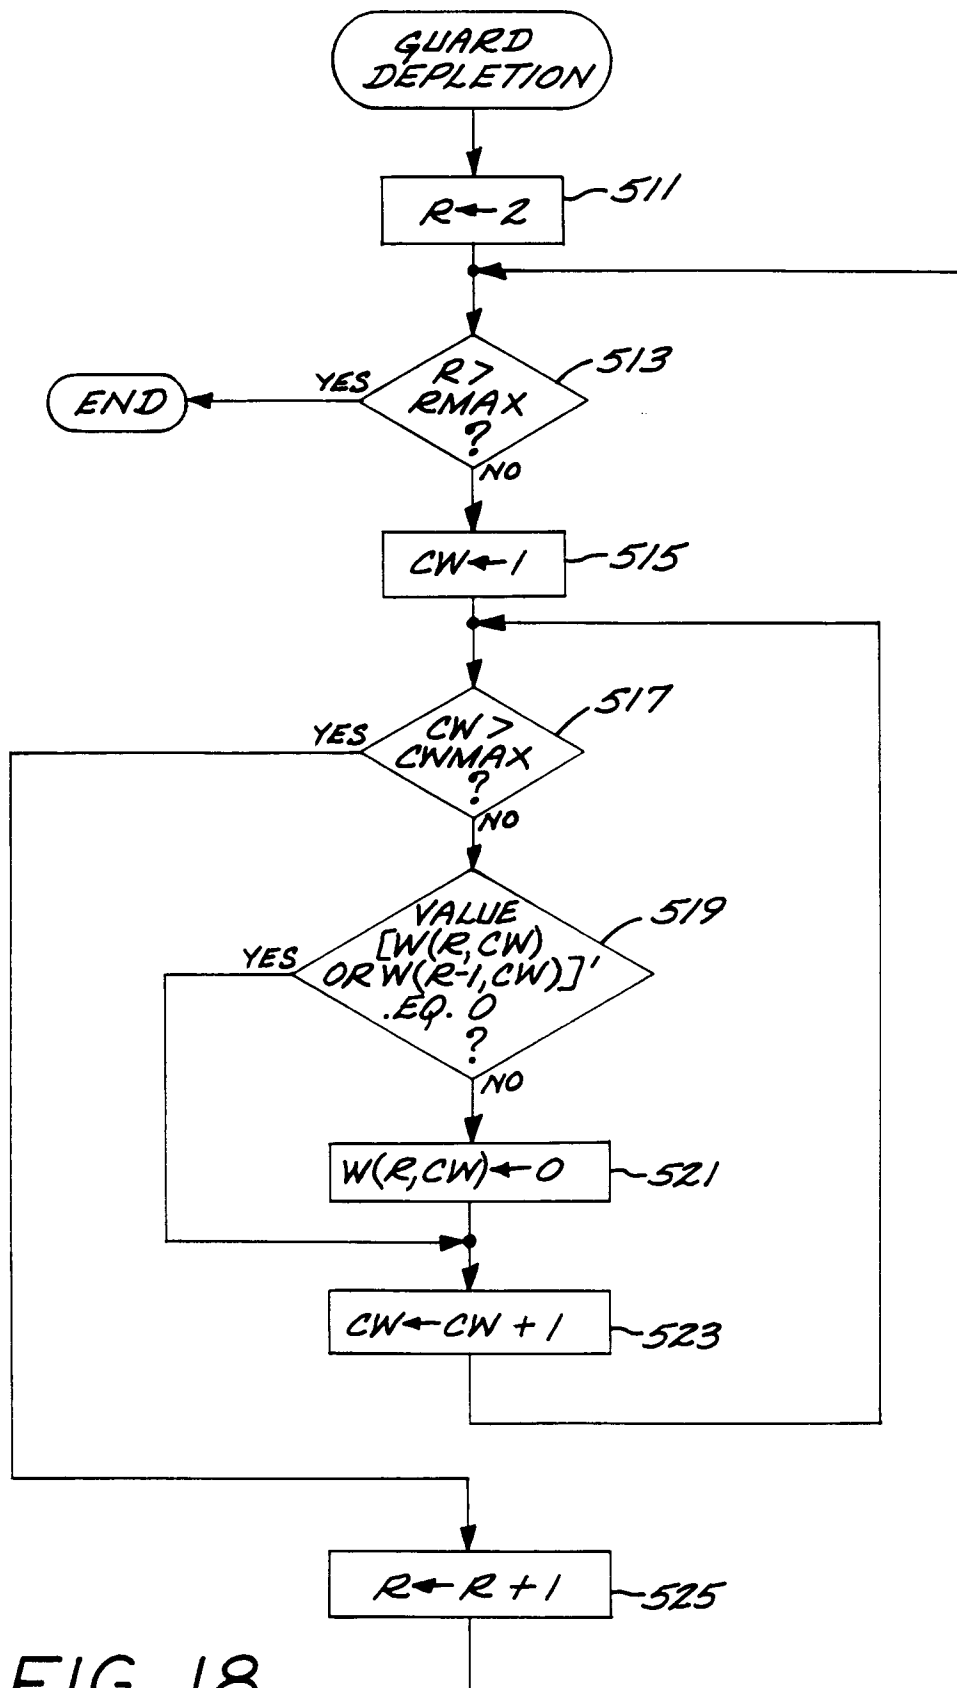 GUARD
DEPLETION
R←2
511
R>
RMAX
?
513
YES
END
NO
CW←1
515
CW>
CWMAX
?
517
YES
NO
VALUE
[W(R,CW)
OR W(R-1,CW)]'
.EQ. 0
?
519
YES
NO
W(R,CW)←0
521
CW←CW+1
523
R←R+1
525
FIG. 18